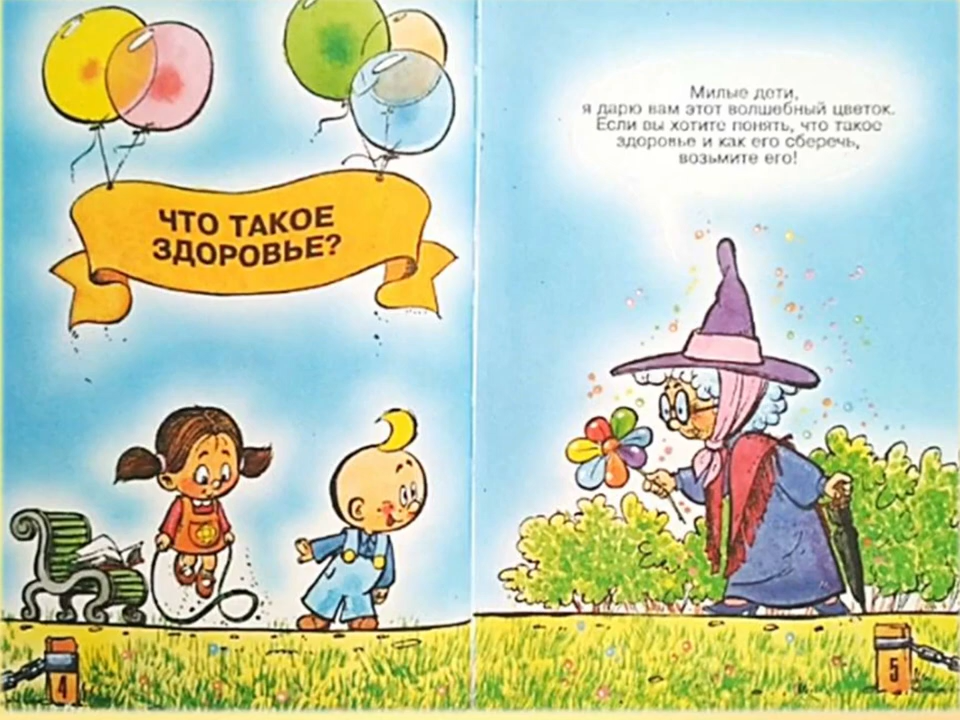 ЧТО ТАКОЕ
ЗДОРОВЬЕ?
Милые дети,
я дарю вам этот волшебный цветок.
Если вы хотите понять, что такое
здоровье и как его сберечь,
возьмите его!
4
5